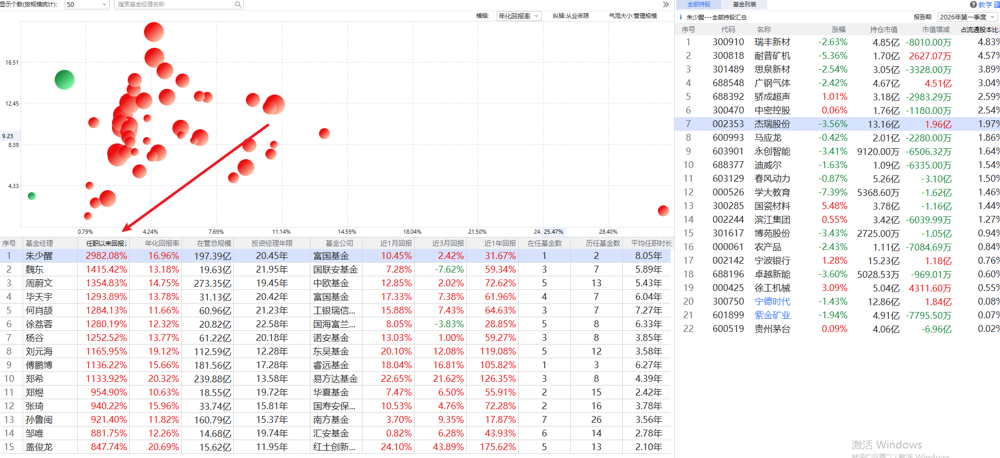 显示个数(按规模统计): 50 搜索基金经理名称
横轴: 年化回报率 纵轴:从业年限 气泡大小:管理规模
16.51
12.45
9.23
8.39
4.33
0.79% 4.24% 7.69% 11.14% 14.59% 18.04% 21.50% 24. 25.47% 28.40%
序号 基金经理 任职以来回报↓ 年化回报率 在管总规模 投资经理年限 基金公司 近1月回报 近3月回报 近1年回报 在任基金数 历任基金数 平均任职时长
1 朱少醒 2982.08% 16.96% 197.39亿 20.45年 富国基金 10.45% 2.42% 31.67% 1 2 8.05年
2 魏东 1415.42% 13.18% 19.63亿 21.95年 国联安基金 7.28% -7.62% 59.34% 3 7 5.89年
3 周蔚文 1354.83% 14.75% 273.35亿 19.45年 中欧基金 12.85% 2.02% 72.62% 5 13 5.43年
4 毕天宇 1293.89% 13.78% 31.13亿 20.42年 富国基金 17.33% 7.38% 61.96% 4 7 6.04年
5 何肖颉 1284.13% 11.66% 60.96亿 21.23年 工银瑞信... 15.88% 7.43% 64.63% 3 7 7.27年
6 徐荔蓉 1280.19% 12.32% 20.82亿 22.58年 国海富兰... 8.05% -3.83% 28.85% 5 8 6.33年
7 杨谷 1252.52% 13.77% 61.22亿 20.18年 诺安基金 13.03% 1.00% 59.27% 3 8 3.85年
8 刘元海 1165.95% 19.12% 112.59亿 12.28年 东吴基金 20.10% 12.08% 119.08% 5 12 3.58年
9 傅鹏博 1136.22% 15.66% 181.56亿 17.28年 睿远基金 18.04% 16.81% 105.82% 1 3 6.27年
10 郑希 1133.92% 20.32% 239.88亿 13.58年 易方达基金 22.65% 21.62% 126.35% 3 8 4.39年
11 郑煜 954.90% 10.63% 18.55亿 19.72年 华夏基金 7.47% 6.50% 55.91% 2 15 2.42年
12 张琦 940.22% 15.96% 33.74亿 15.81年 国寿安保... 10.53% 4.76% 72.28% 2 16 3.78年
13 孙鲁闽 921.40% 11.82% 160.79亿 15.37年 南方基金 3.70% 9.35% 17.87% 7 26 3.56年
14 邹唯 881.75% 12.26% 14.68亿 19.74年 汇安基金 0.82% 6.28% 43.93% 6 14 2.78年
15 盖俊龙 847.74% 20.69% 15.62亿 11.95年 红土创新... 24.10% 43.89% 175.62% 5 13 2.10年
全部持股 基金列表 教学
朱少醒---全部持股汇总 报告期: 2026年第一季度
序号 代码 名称 涨幅 持仓市值 市值增减 占流通股本比
1 300910 瑞丰新材 -2.63% 4.85亿 -8010.00万 4.83%
2 300818 耐普矿机 -5.36% 1.70亿 2627.07万 4.57%
3 301489 思泉新材 -2.54% 3.05亿 -3328.00万 3.89%
4 688548 广钢气体 -2.42% 4.67亿 4.51亿 3.04%
5 688392 骄成超声 1.01% 3.18亿 -2983.29万 2.59%
6 300470 中密控股 0.06% 1.76亿 -1180.00万 2.54%
7 002353 杰瑞股份 -3.56% 13.16亿 1.96亿 1.97%
8 600993 马应龙 -0.42% 2.01亿 -2280.00万 1.86%
9 603901 永创智能 -3.41% 9120.00万 -6506.32万 1.64%
10 688377 迪威尔 -1.63% 1.09亿 -6335.00万 1.54%
11 603129 春风动力 -0.87% 5.26亿 -3.10亿 1.50%
12 000526 学大教育 -7.39% 5368.60万 -1.62亿 1.46%
13 300285 国瓷材料 5.48% 3.78亿 -1.16亿 1.44%
14 002244 滨江集团 0.55% 3.42亿 -6039.99万 1.27%
15 301617 博苑股份 -3.43% 2725.00万 -1.05亿 0.94%
16 000061 农产品 -2.43% 1.11亿 -7084.69万 0.84%
17 002142 宁波银行 1.28% 15.23亿 1.18亿 0.76%
18 688196 卓越新能 -3.60% 5028.53万 -969.01万 0.60%
19 000425 徐工机械 3.09% 5.04亿 4311.60万 0.55%
20 300750 宁德时代 -1.43% 12.86亿 1.84亿 0.08%
21 601899 紫金矿业 -1.94% 4.91亿 -7795.50万 0.07%
22 600519 贵州茅台 0.09% 4.06亿 -6.96亿 0.02%
激活 Windows
转到"设置"以激活 Windows